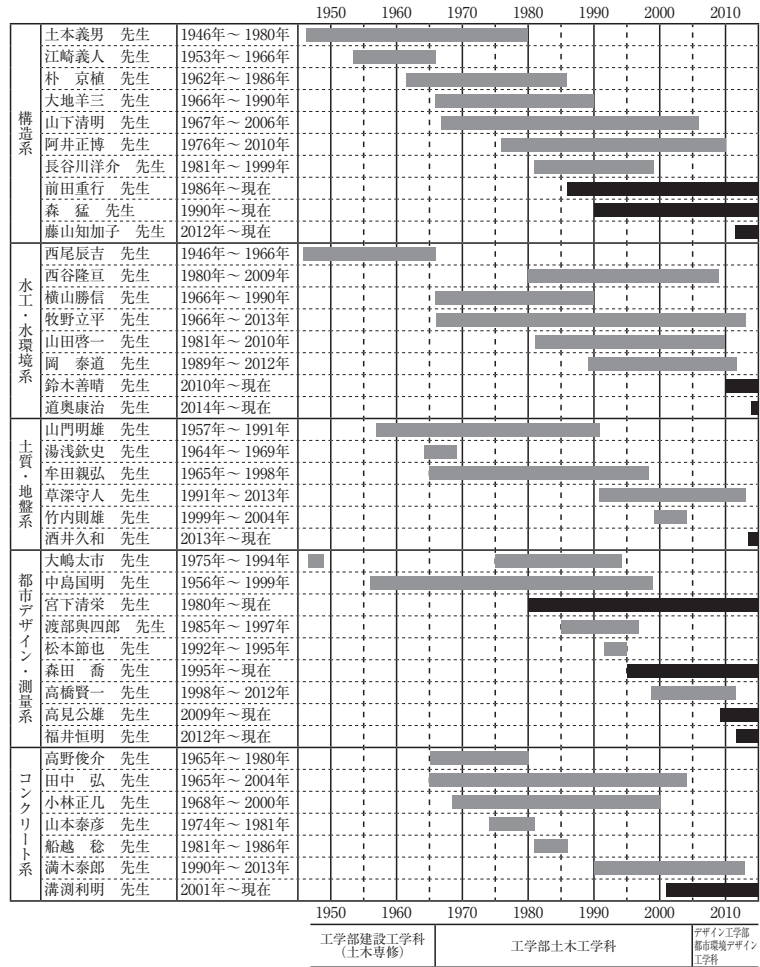 1950 1960 1970 1980 1990 2000 2010
構造系
土本義男 先生 1946年～1980年
江崎義人 先生 1953年～1966年
朴 京植 先生 1962年～1986年
大地羊三 先生 1966年～1990年
山下清明 先生 1967年～2006年
阿井正博 先生 1976年～2010年
長谷川洋介 先生 1981年～1999年
前田重行 先生 1986年～現在
森 猛 先生 1990年～現在
藤山知加子 先生 2012年～現在
水工・水環境系
西尾辰吉 先生 1946年～1966年
西谷隆亘 先生 1980年～2009年
横山勝信 先生 1966年～1990年
牧野立平 先生 1966年～2013年
山田啓一 先生 1981年～2010年
岡 泰道 先生 1989年～2012年
鈴木善晴 先生 2010年～現在
道奥康治 先生 2014年～現在
土質・地盤系
山門明雄 先生 1957年～1991年
湯浅欽史 先生 1964年～1969年
牟田親弘 先生 1965年～1998年
草深守人 先生 1991年～2013年
竹内則雄 先生 1999年～2004年
酒井久和 先生 2013年～現在
都市デザイン・測量系
大嶋太市 先生 1975年～1994年
中島国明 先生 1956年～1999年
宮下清栄 先生 1980年～現在
渡部與四郎 先生 1985年～1997年
松本節也 先生 1992年～1995年
森田 喬 先生 1995年～現在
高橋賢一 先生 1998年～2012年
高見公雄 先生 2009年～現在
福井恒明 先生 2012年～現在
コンクリート系
高野俊介 先生 1965年～1980年
田中 弘 先生 1965年～2004年
小林正几 先生 1968年～2000年
山本泰彦 先生 1974年～1981年
船越 稔 先生 1981年～1986年
満木泰郎 先生 1990年～2013年
溝渕利明 先生 2001年～現在
1950 1960 1970 1980 1990 2000 2010
工学部建設工学科
（土木専修）
工学部土木工学科
デザイン工学部
都市環境デザイン
工学科